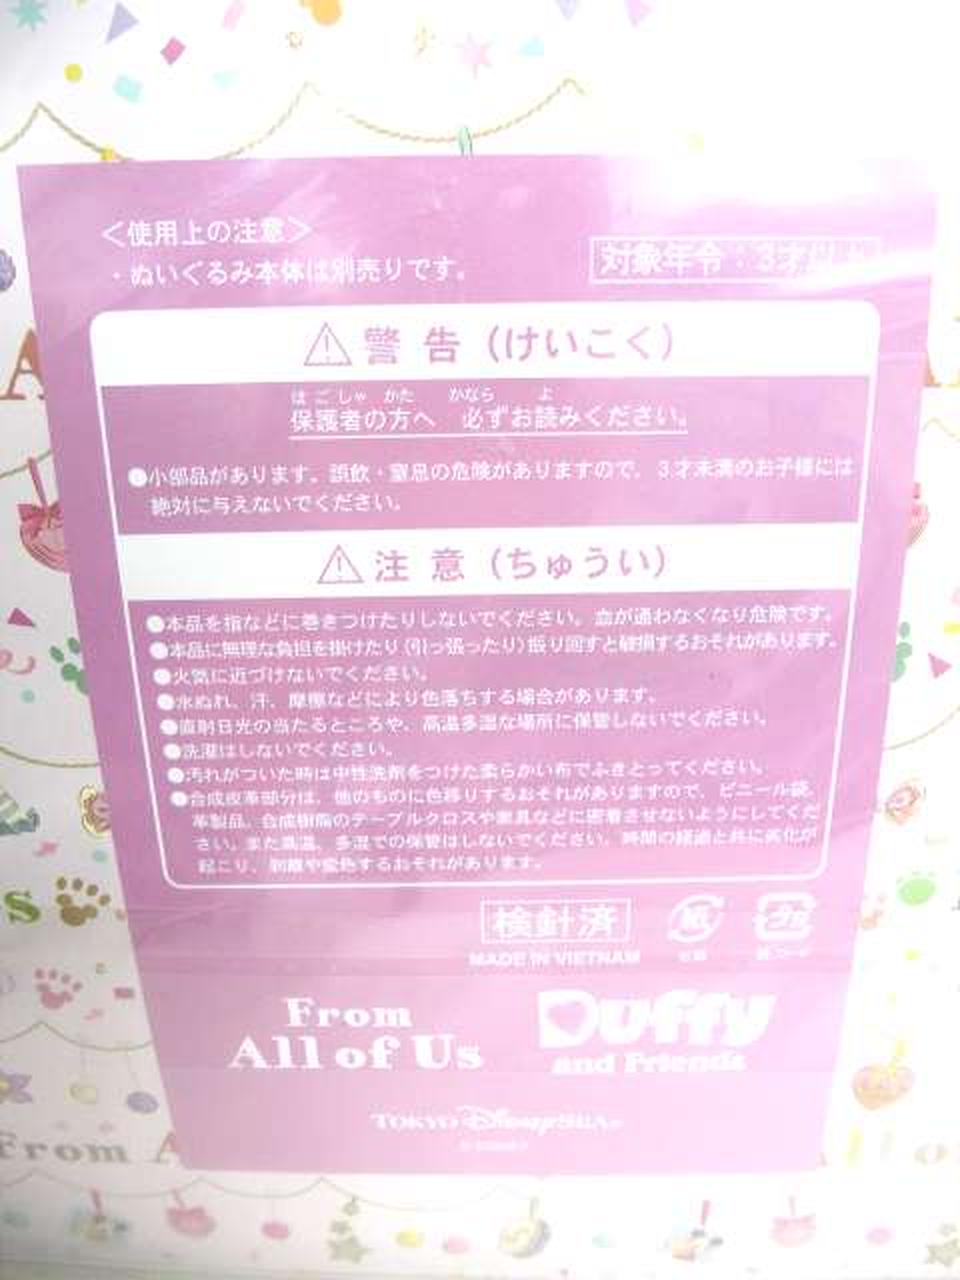 ＜使用上の注意＞
・ぬいぐるみ本体は別売りです。
対象年令：3才以上
⚠警 告（けいこく）
保護者の方へ 必ずお読みください。
●小部品があります。誤飲・窒息の危険がありますので、3才未満のお子様には
絶対に与えないでください。
⚠注 意（ちゅうい）
●本品を指などに巻きつけたりしないでください。血が通わなくなり危険です。
●本品に無理な負担を掛けたり（引っ張ったり）振り回すと破損するおそれがあります。
●火気に近づけないでください。
●水ぬれ、汗、摩擦などにより色落ちする場合があります。
●直射日光の当たるところや、高温多湿な場所に保管しないでください。
●洗濯はしないでください。
●汚れがついた時は中性洗剤をつけた柔らかい布でふきとってください。
●合成皮革部分は、他のものに色移りするおそれがありますので、ビニール袋、
革製品、合成樹脂のテーブルクロスや家具などに密着させないようにしてくだ
さい。また高温、多湿での保管はしないでください。時間の経過と共に劣化が
起こり、剥離や変色するおそれがあります。
検針済
MADE IN VIETNAM
From
All of Us
Duffy
and Friends
TOKYO DisneySEA